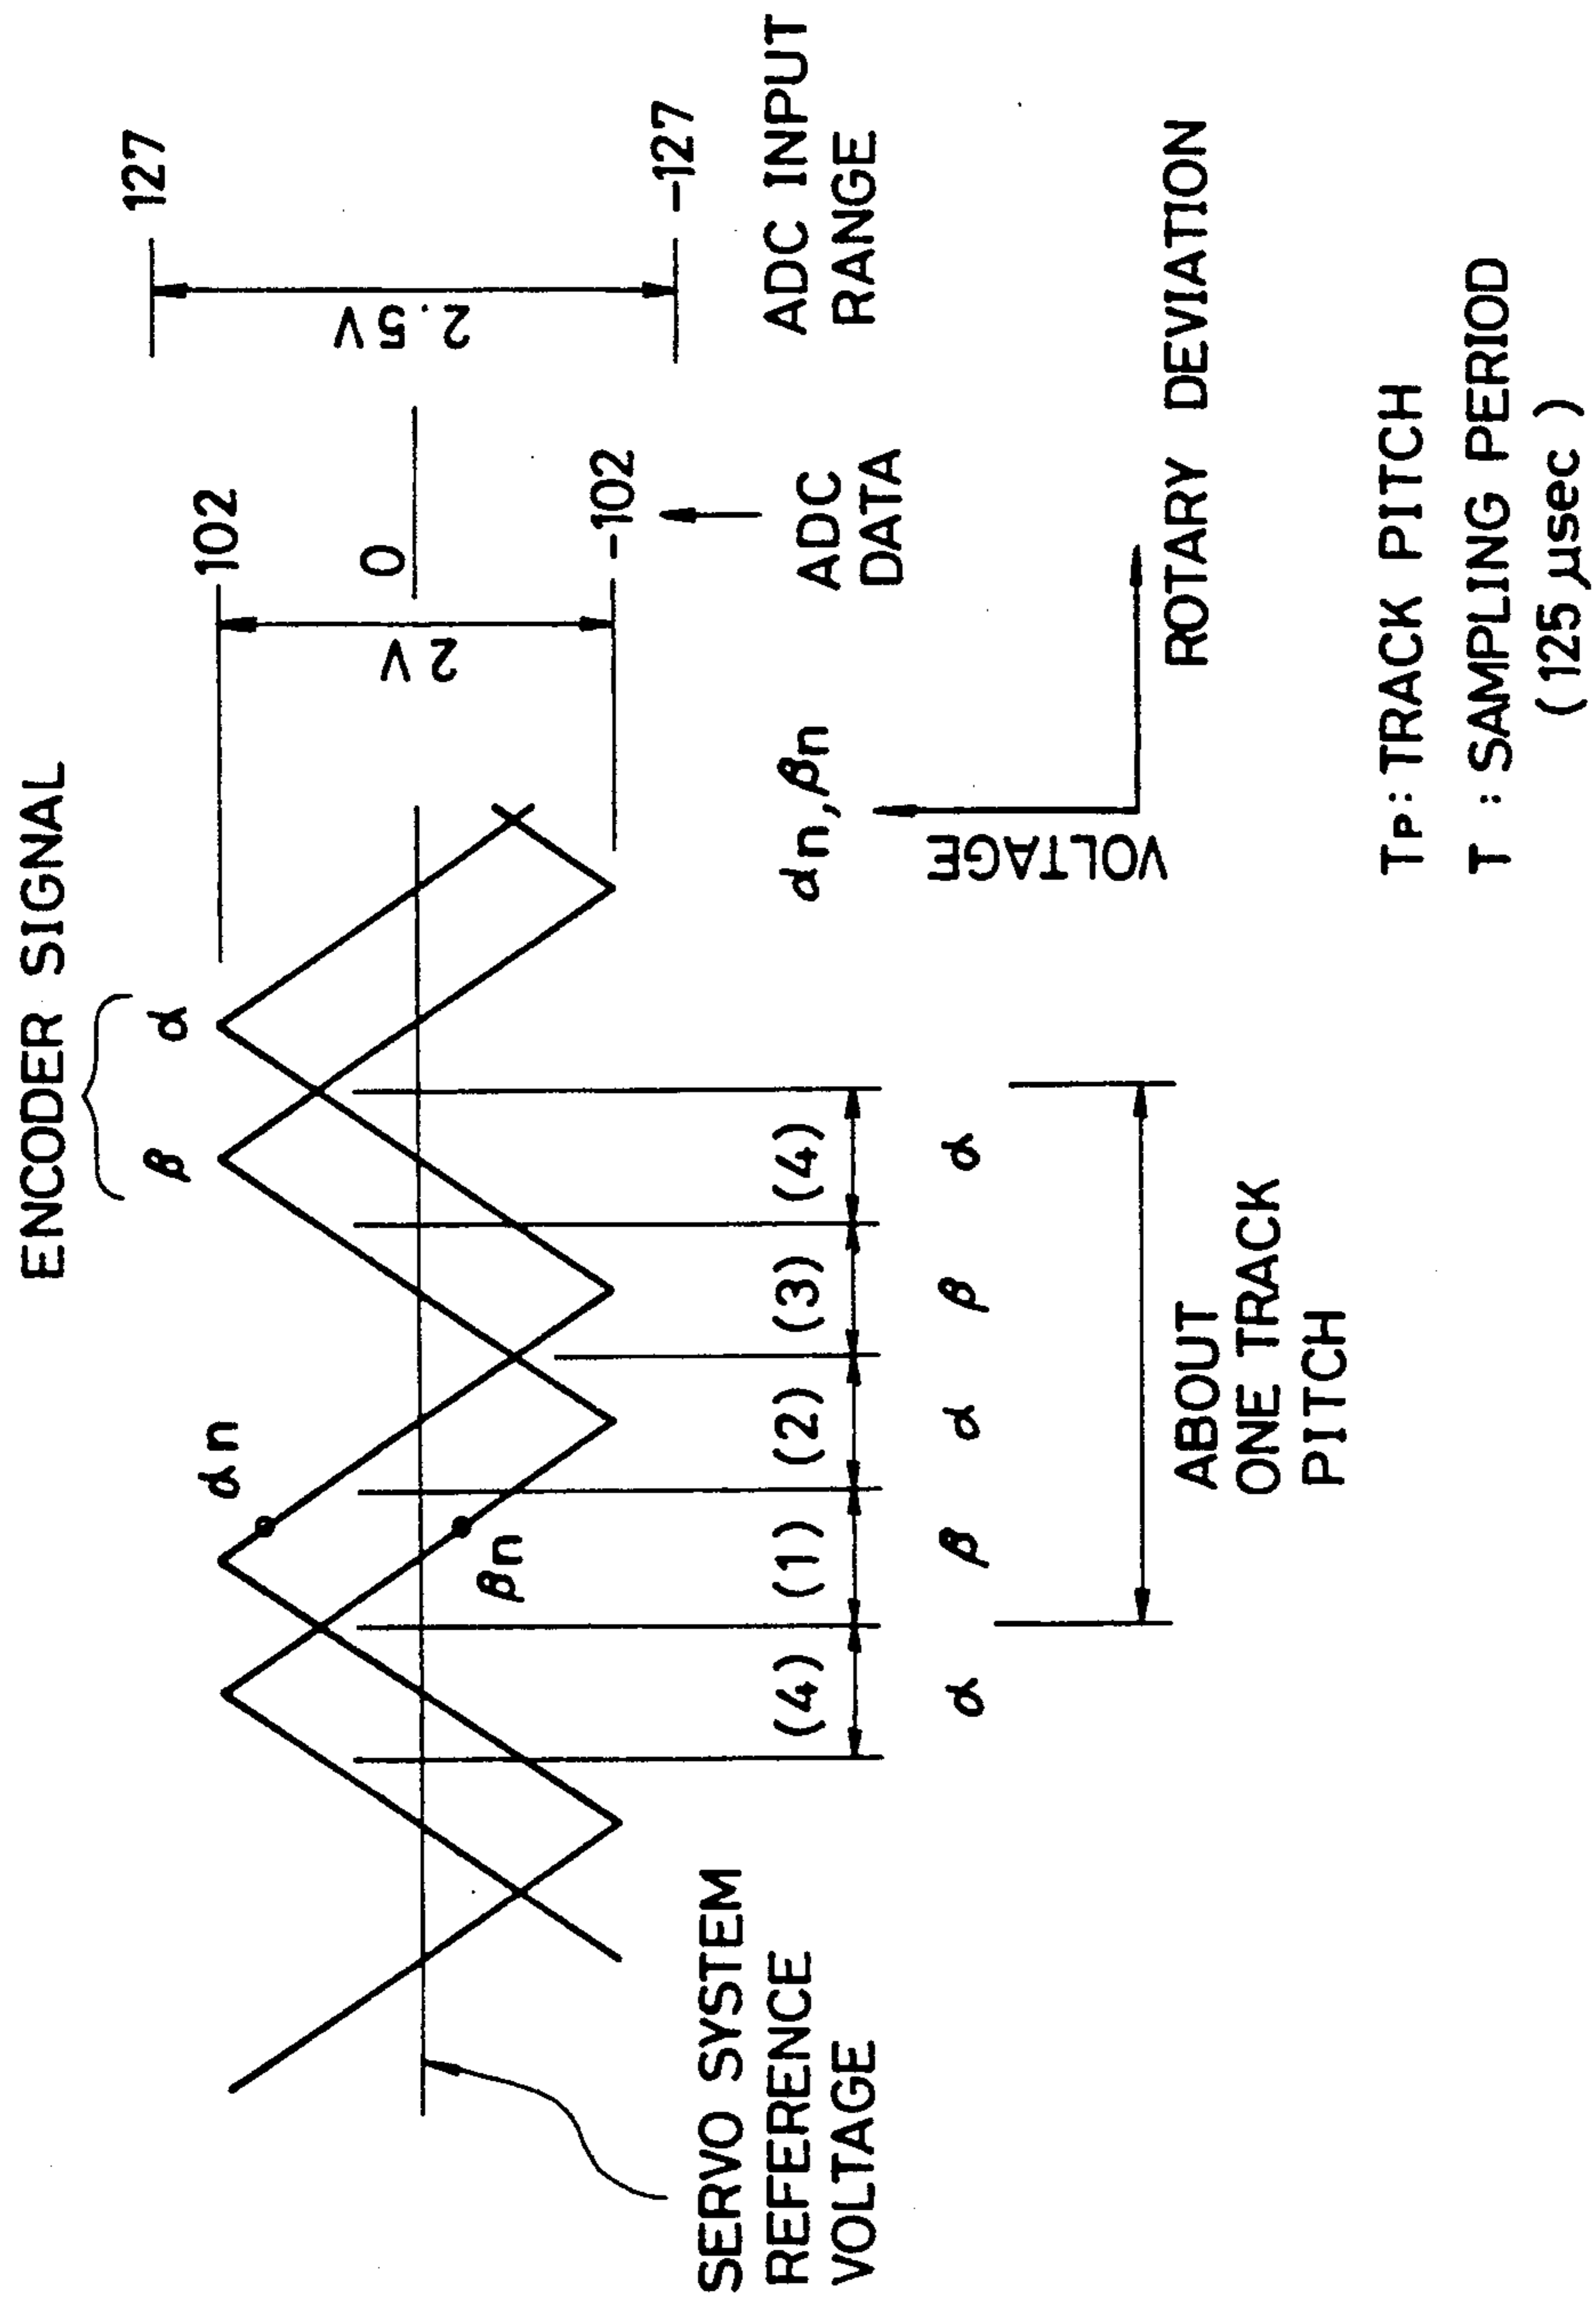 ENCODER SIGNAL
β
α
αn
βn
102
0
-102
2V
ADC
DATA
127
-127
2.5V
ADC INPUT
RANGE
SERVO SYSTEM
REFERENCE
VOLTAGE
(4)
(1)
(2)
(3)
(4)
α
β
α
β
α
ABOUT
ONE TRACK
PITCH
αn,βn
VOLTAGE
ROTARY DEVIATION
TP: TRACK PITCH
T : SAMPLING PERIOD
(125 μsec )